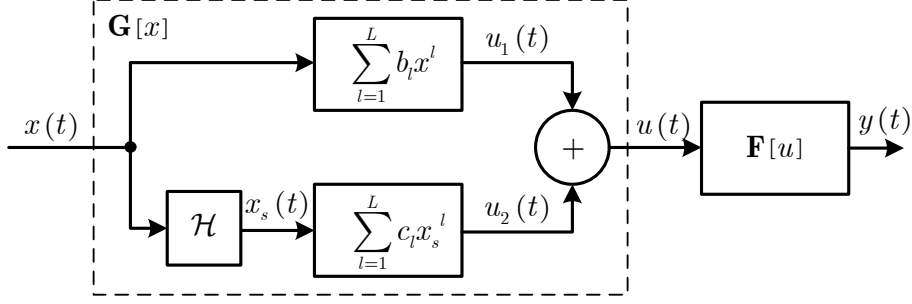 G[x]
∑_{l=1}^{L} b_l x^l
u_1(t)
x(t)
u(t)
y(t)
+
F[u]
ℋ
x_s(t)
∑_{l=1}^{L} c_l x_s^l
u_2(t)